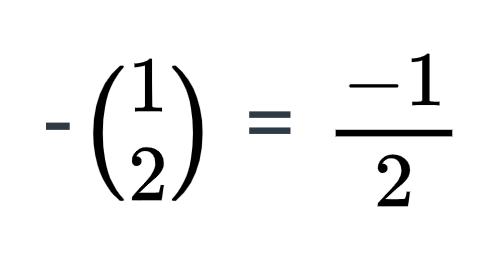 -(1 2) = −1/2